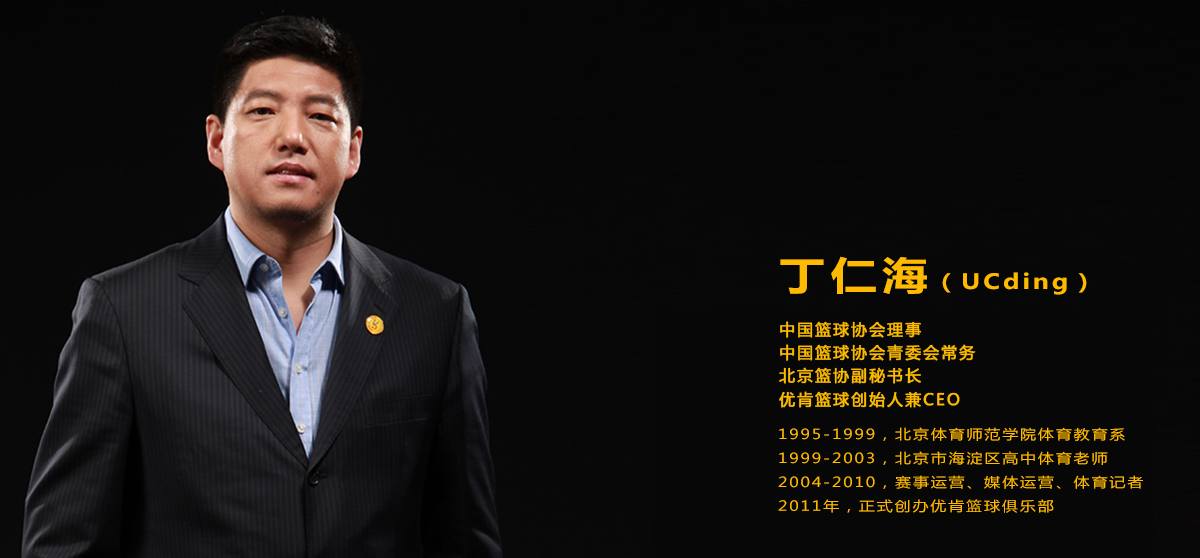 丁仁海（UCding）
中国篮球协会理事
中国篮球协会青委会常务
北京篮协副秘书长
优肯篮球创始人兼CEO
1995-1999，北京体育师范学院体育教育系
1999-2003，北京市海淀区高中体育老师
2004-2010，赛事运营、媒体运营、体育记者
2011年，正式创办优肯篮球俱乐部